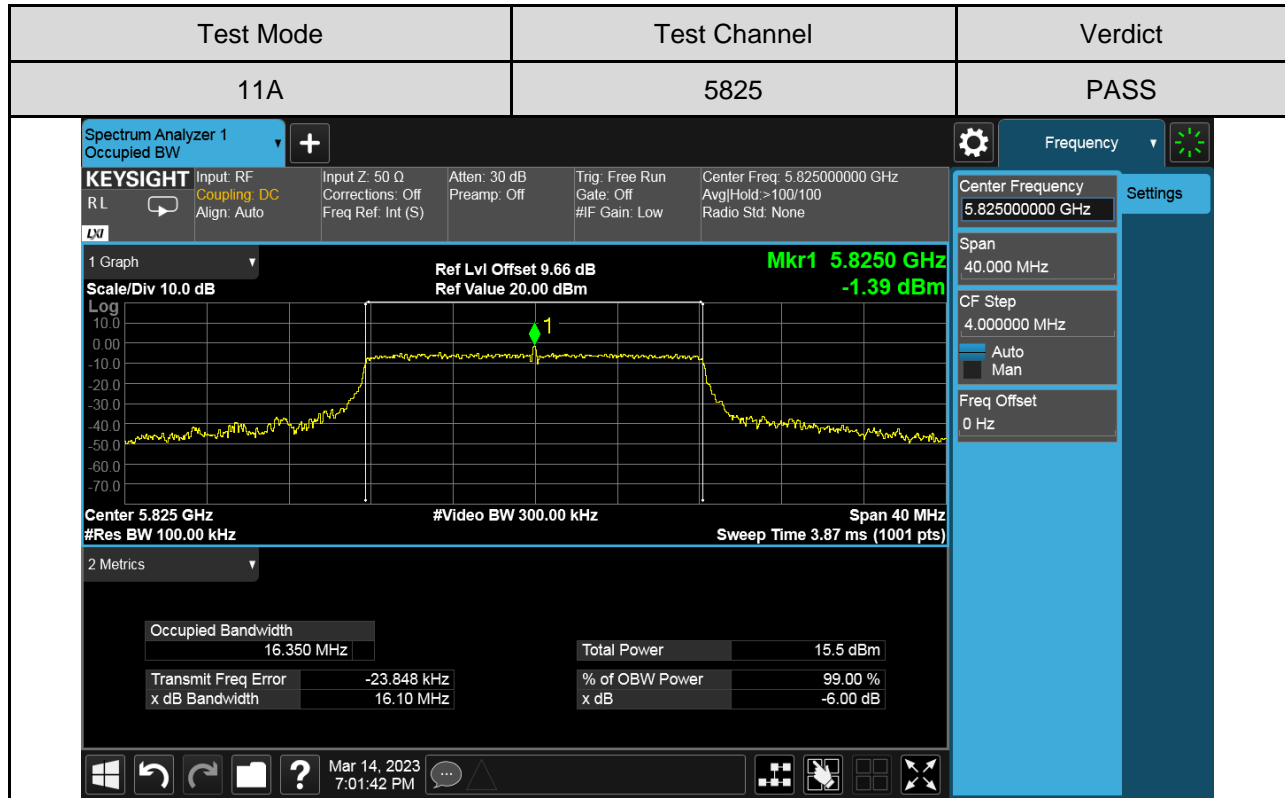 Test Mode Test Channel Verdict
11A 5825 PASS
Spectrum Analyzer 1
Occupied BW
+
Frequency
KEYSIGHT Input: RF Input Z: 50 Ω Atten: 30 dB Trig: Free Run Center Freq: 5.825000000 GHz
RL Coupling: DC Corrections: Off Preamp: Off Gate: Off Avg|Hold:>100/100
Align: Auto Freq Ref: Int (S) #IF Gain: Low Radio Std: None
LXI
Center Frequency
5.825000000 GHz
Settings
Span
40.000 MHz
CF Step
4.000000 MHz
Auto
Man
Freq Offset
0 Hz
1 Graph Ref Lvl Offset 9.66 dB Mkr1 5.8250 GHz
Scale/Div 10.0 dB Ref Value 20.00 dBm -1.39 dBm
Log
10.0
1
0.00
-10.0
-20.0
-30.0
-40.0
-50.0
-60.0
-70.0
Center 5.825 GHz #Video BW 300.00 kHz Span 40 MHz
#Res BW 100.00 kHz Sweep Time 3.87 ms (1001 pts)
2 Metrics
Occupied Bandwidth
16.350 MHz Total Power 15.5 dBm
Transmit Freq Error -23.848 kHz % of OBW Power 99.00 %
x dB Bandwidth 16.10 MHz x dB -6.00 dB
? Mar 14, 2023
7:01:42 PM